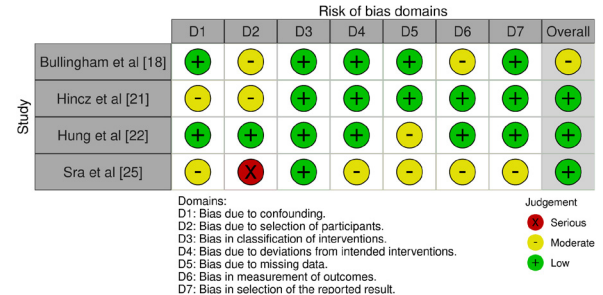 Risk of bias domains
D1 D2 D3 D4 D5 D6 D7 Overall
Study
Bullingham et al [18] + - + + + - + -
Hincz et al [21] - - + + + + + +
Hung et al [22] + + + + - + + +
Sra et al [25] - X + - - - - +
Domains:
D1: Bias due to confounding.
D2: Bias due to selection of participants.
D3: Bias in classification of interventions.
D4: Bias due to deviations from intended interventions.
D5: Bias due to missing data.
D6: Bias in measurement of outcomes.
D7: Bias in selection of the reported result.
Judgement
X Serious
- Moderate
+ Low